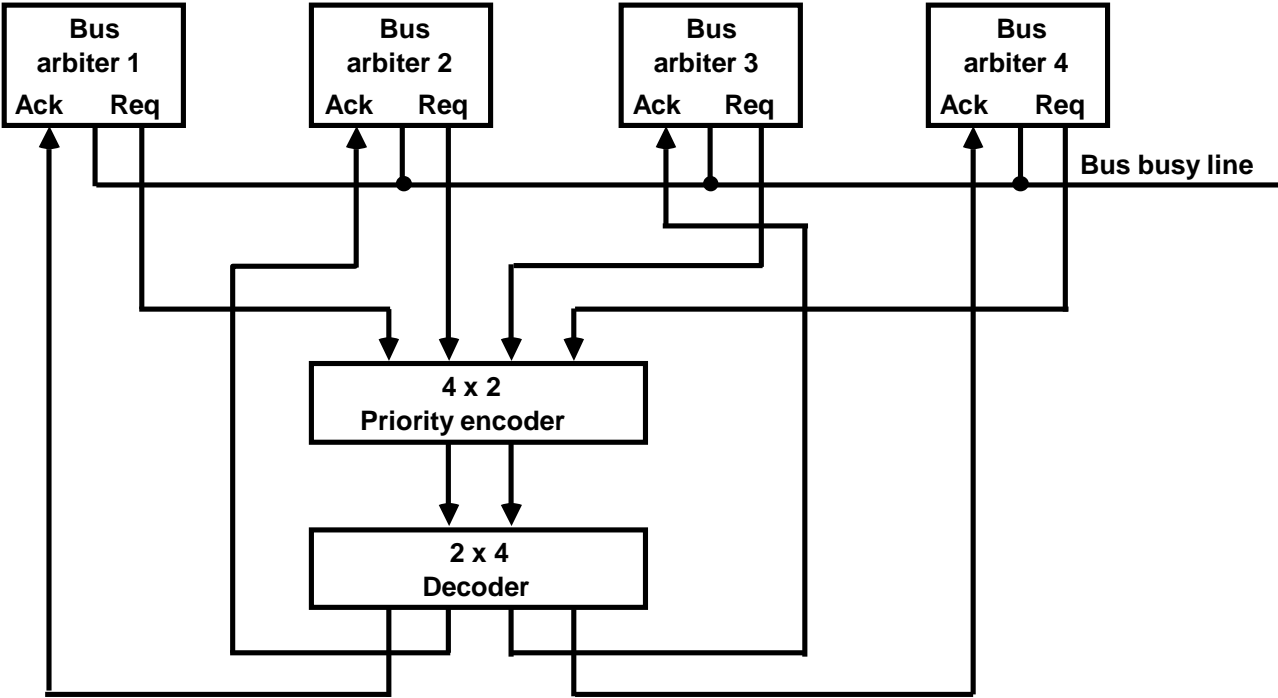 Bus
arbiter 1
Ack Req
Bus
arbiter 2
Ack Req
Bus
arbiter 3
Ack Req
Bus
arbiter 4
Ack Req
Bus busy line
4 x 2
Priority encoder
2 x 4
Decoder